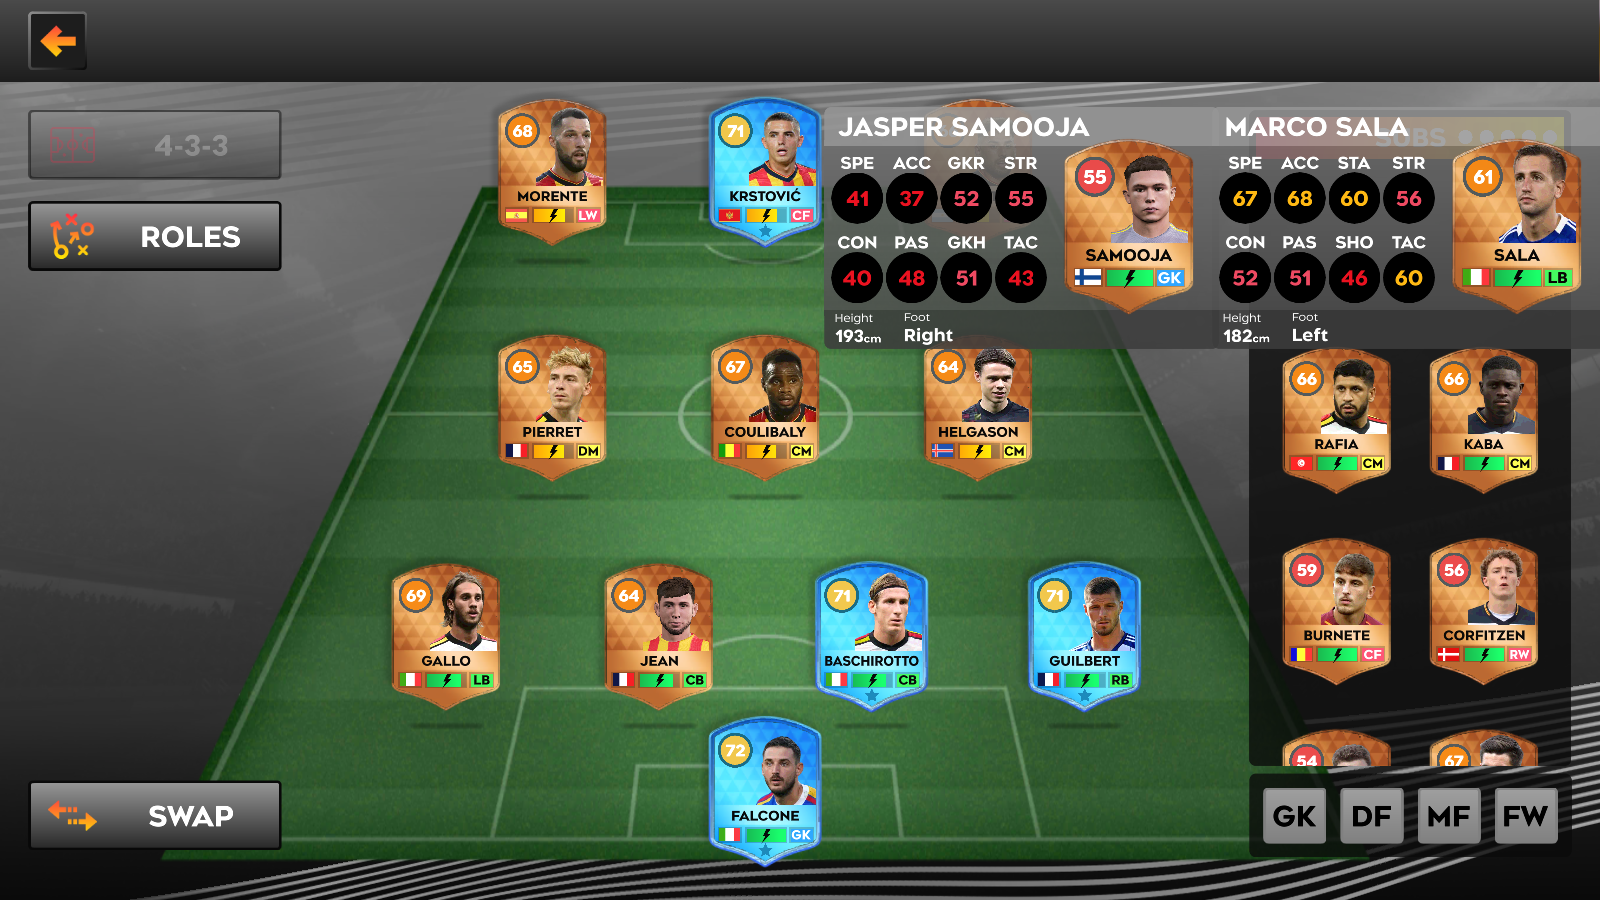 4-3-3
ROLES
SWAP
68
MORENTE
LW
71
KRSTOVIĆ
CF
JASPER SAMOOJA
SPE ACC GKR STR
41 37 52 55
CON PAS GKH TAC
40 48 51 43
Height
193cm
Foot
Right
55
SAMOOJA
GK
MARCO SALA
SUBS
SPE ACC STA STR
67 68 60 56
CON PAS SHO TAC
52 51 46 60
Height
182cm
Foot
Left
61
SALA
LB
65
PIERRET
DM
67
COULIBALY
CM
64
HELGASON
CM
66
RAFIA
CM
66
KABA
CM
69
GALLO
LB
64
JEAN
CB
71
BASCHIROTTO
CB
71
GUILBERT
RB
59
BURNETE
CF
56
CORFITZEN
RW
72
FALCONE
GK
54
67
GK DF MF FW